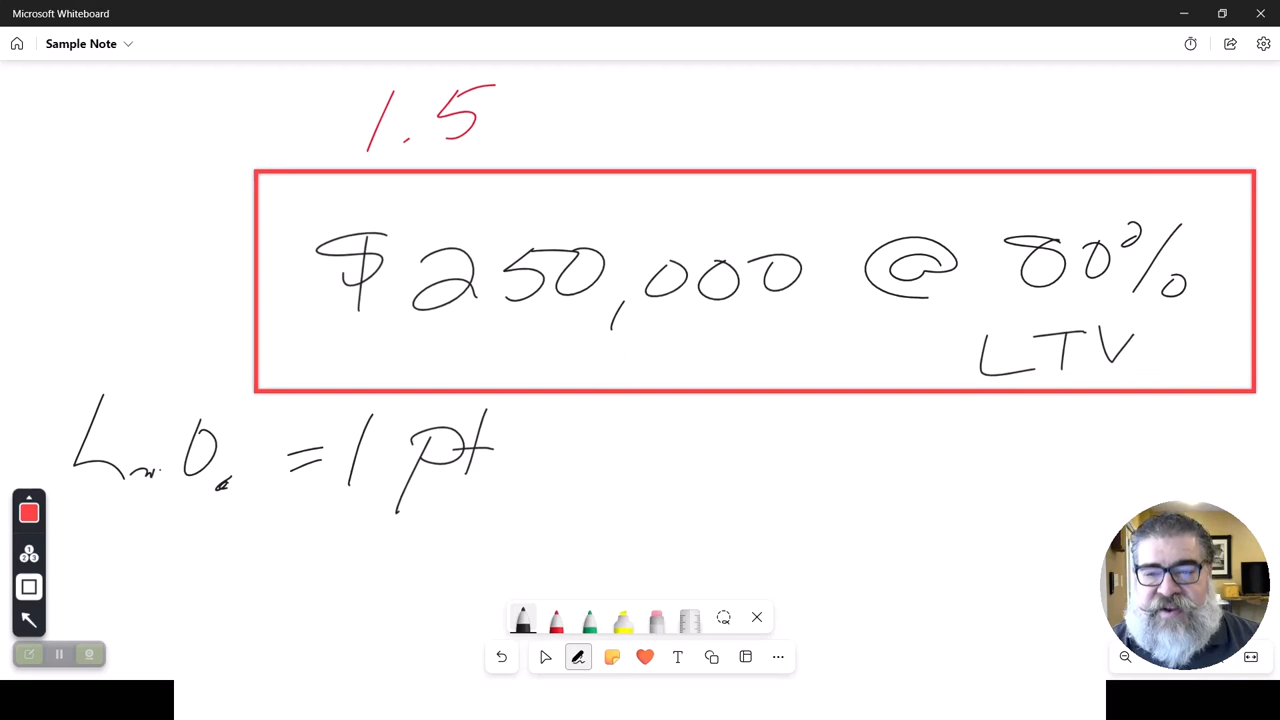 Microsoft Whiteboard
Sample Note
1.5
$250,000 @ 80%
LTV
L.O. = 1 pt